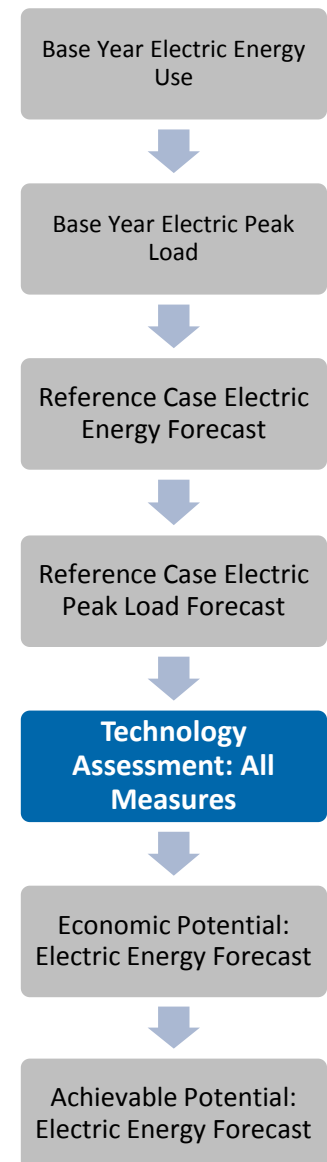 Base Year Electric Energy
Use
Base Year Electric Peak
Load
Reference Case Electric
Energy Forecast
Reference Case Electric
Peak Load Forecast
Technology
Assessment: All
Measures
Economic Potential:
Electric Energy Forecast
Achievable Potential:
Electric Energy Forecast